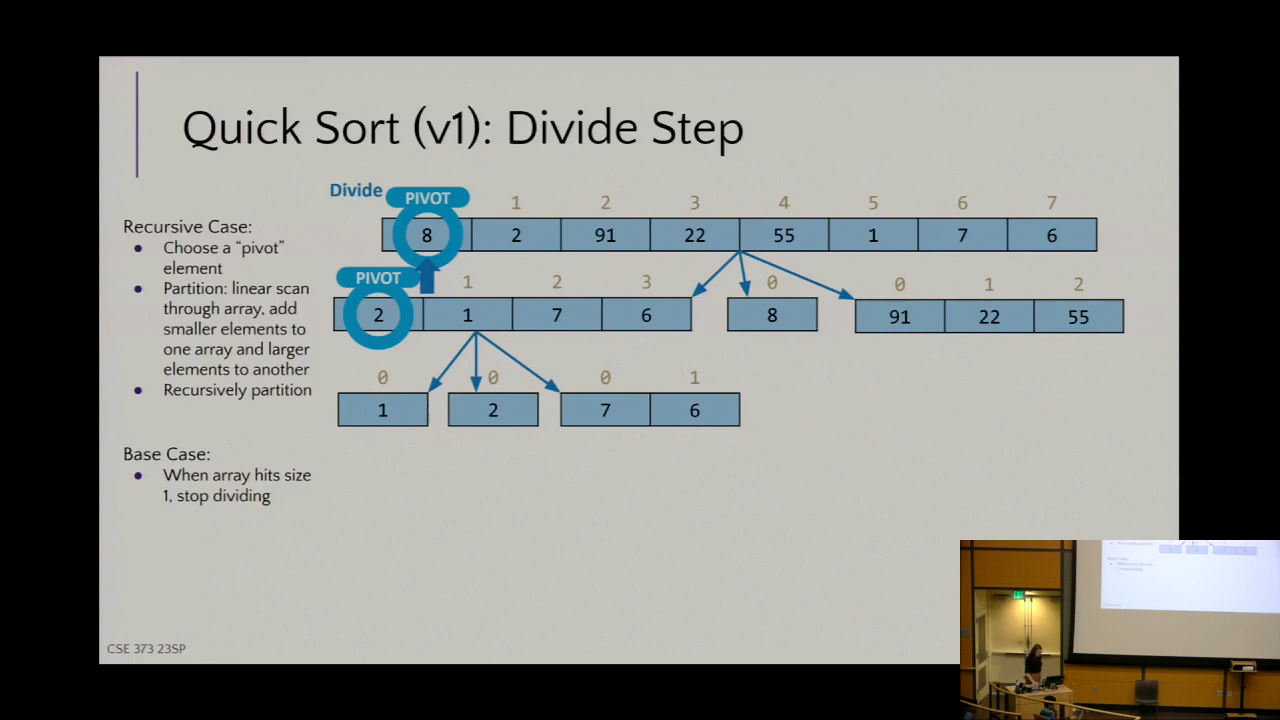 Quick Sort (v1): Divide Step
Divide
PIVOT
1 2 3 4 5 6 7
8 2 91 22 55 1 7 6
PIVOT
1 2 3 0 0 1 2
2 1 7 6 8 91 22 55
0 0 0 1
1 2 7 6
Recursive Case:
● Choose a “pivot”
element
● Partition: linear scan
through array, add
smaller elements to
one array and larger
elements to another
● Recursively partition
Base Case:
● When array hits size
1, stop dividing
CSE 373 23SP